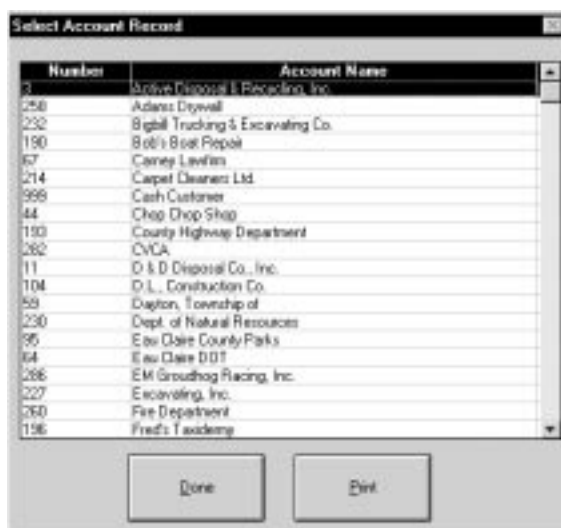 Select Account Record
Number Account Name
3 Active Disposal & Recycling, Inc.
258 Adams Drywall
232 Bigbill Trucking & Excavating Co.
190 Bob's Boat Repair
67 Carney Lawfirm
214 Carpet Cleaners Ltd.
999 Cash Customer
44 Chop Chop Shop
193 County Highway Department
282 CVCA
11 D & D Disposal Co., Inc.
104 D.L., Construction Co.
59 Dayton, Township of
230 Dept. of Natural Resources
95 Eau Claire County Parks
64 Eau Claire DOT
286 EM Groudhog Racing, Inc.
227 Excavating, Inc.
260 Fire Department
196 Fred's Taxidermy
Done Print